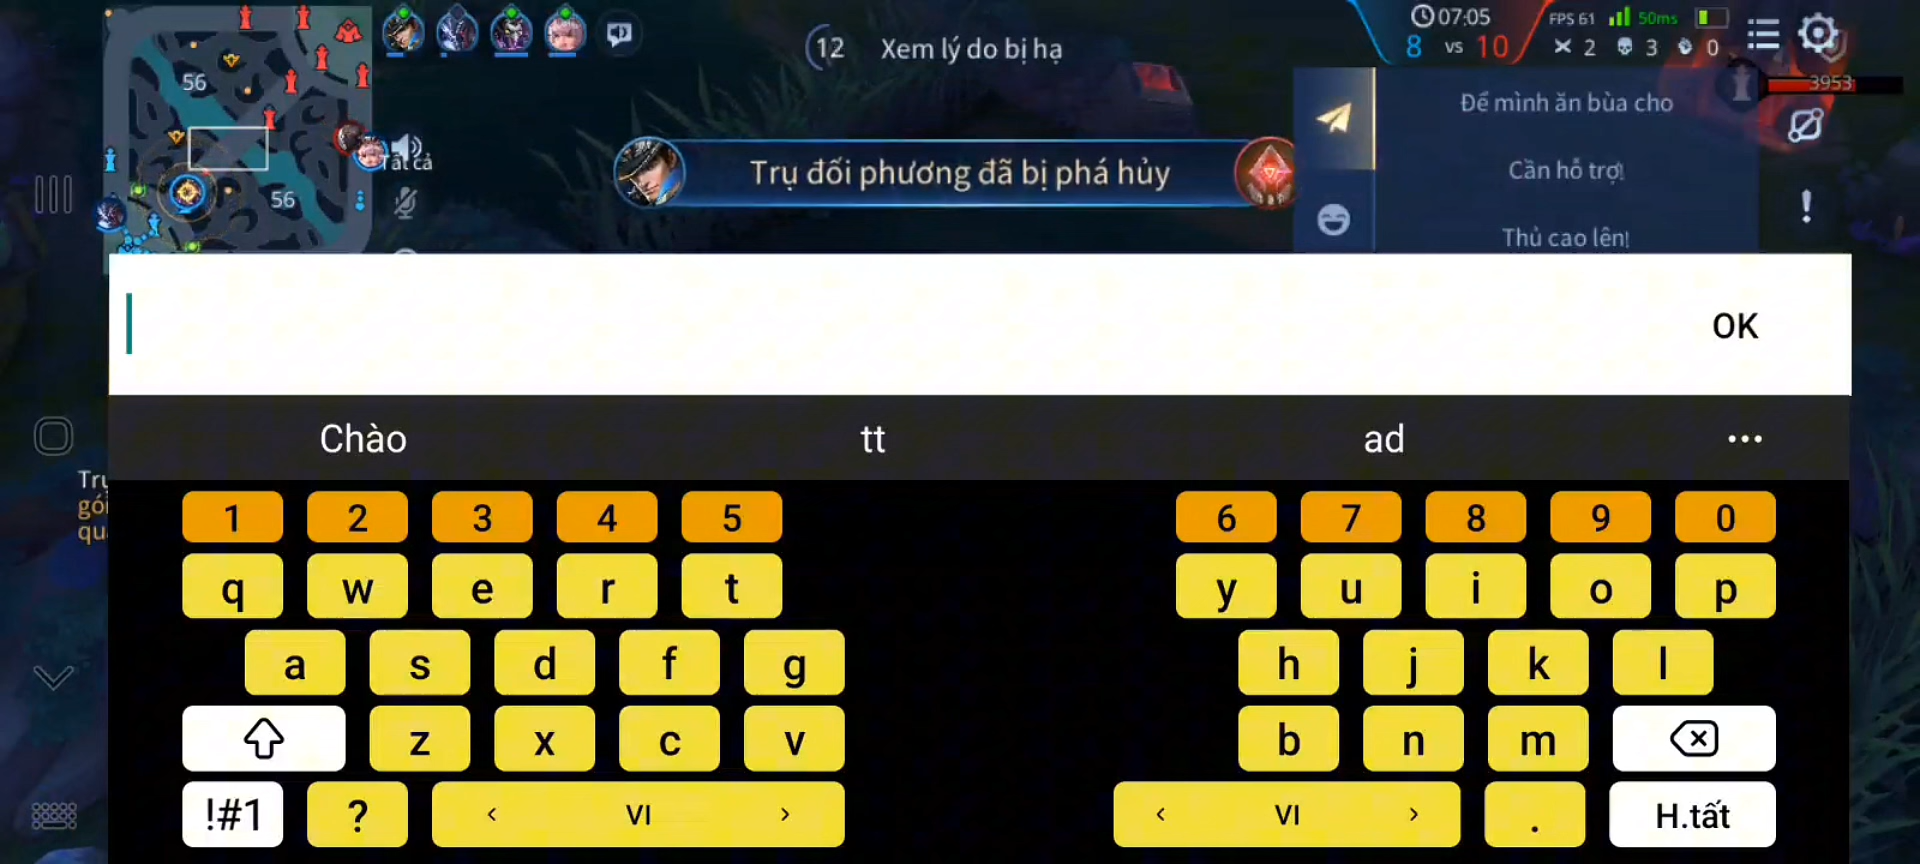 12 Xem lý do bị hạ
07:05 FPS 61 50ms
8 vs 10 2 3 0
3953
56
56
Tất cả
Trụ đối phương đã bị phá hủy
Để mình ăn bùa cho
Cần hỗ trợ!
Thủ cao lên!
OK
Chào tt ad
Trụ
1 2 3 4 5 6 7 8 9 0
q w e r t y u i o p
a s d f g h j k l
z x c v b n m
!#1 ? < VI > < VI > . H.tất